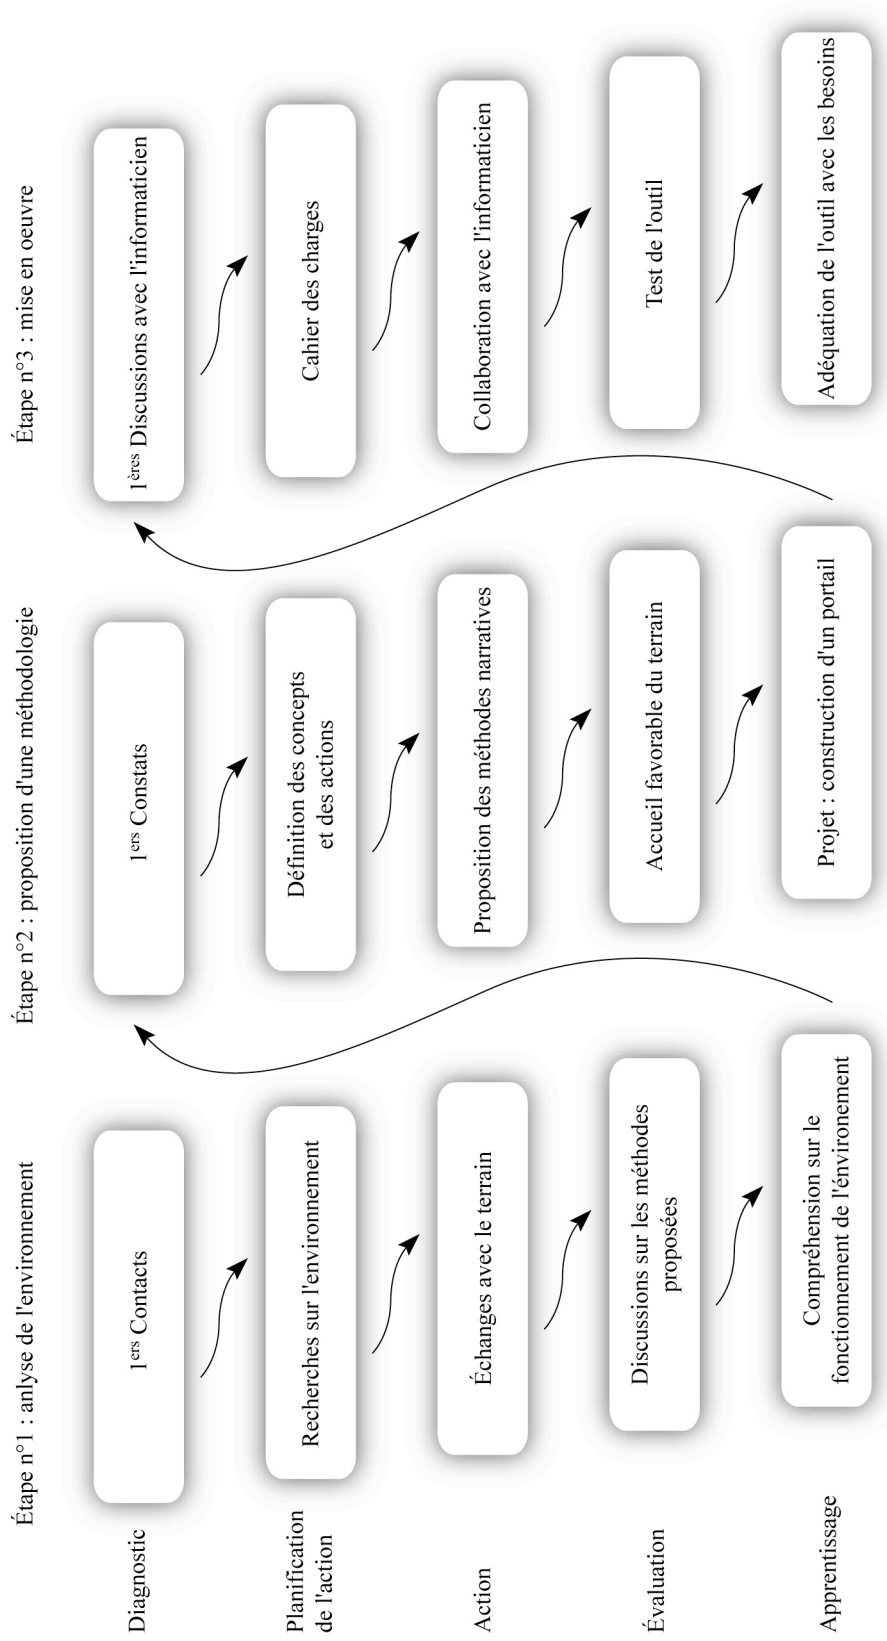 Étape n°1 : anlyse de l'environnement
Étape n°2 : proposition d'une méthodologie
Étape n°3 : mise en oeuvre
Diagnostic
1ers Contacts
1ers Constats
1ères Discussions avec l'informaticien
Planification
de l'action
Recherches sur l'environnement
Définition des concepts
et des actions
Cahier des charges
Action
Échanges avec le terrain
Proposition des méthodes narratives
Collaboration avec l'informaticien
Évaluation
Discussions sur les méthodes
proposées
Accueil favorable du terrain
Test de l'outil
Apprentissage
Compréhension sur le
fonctionnement de l'énvironement
Projet : construction d'un portail
Adéquation de l'outil avec les besoins